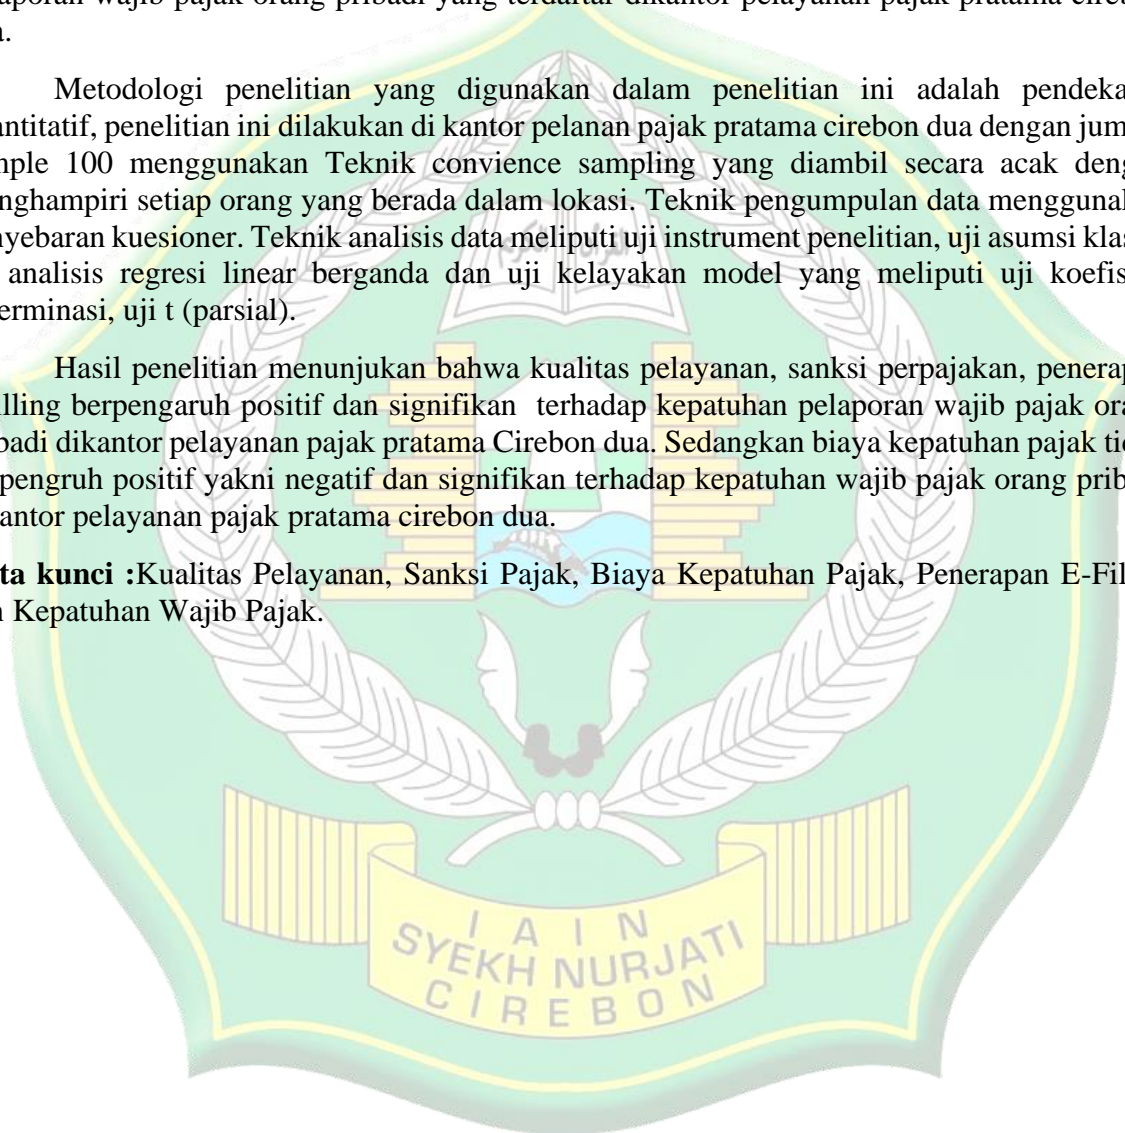 aporan wajib pajak orang pribadi yang terdaftar dikantor pelayanan pajak pratama cireb
a.
Metodologi penelitian yang digunakan dalam penelitian ini adalah pendeka
antitatif, penelitian ini dilakukan di kantor pelanan pajak pratama cirebon dua dengan jum
mple 100 menggunakan Teknik convience sampling yang diambil secara acak deng
nghampiri setiap orang yang berada dalam lokasi. Teknik pengumpulan data menggunal
nyebaran kuesioner. Teknik analisis data meliputi uji instrument penelitian, uji asumsi klas
analisis regresi linear berganda dan uji kelayakan model yang meliputi uji koefis
erminasi, uji t (parsial).
Hasil penelitian menunjukan bahwa kualitas pelayanan, sanksi perpajakan, penerap
lling berpengaruh positif dan signifikan terhadap kepatuhan pelaporan wajib pajak ora
badi dikantor pelayanan pajak pratama Cirebon dua. Sedangkan biaya kepatuhan pajak tid
pengruh positif yakni negatif dan signifikan terhadap kepatuhan wajib pajak orang prib
antor pelayanan pajak pratama cirebon dua.
ta kunci :Kualitas Pelayanan, Sanksi Pajak, Biaya Kepatuhan Pajak, Penerapan E-Fil
n Kepatuhan Wajib Pajak.
IAIN
SYEKH NURJATI
CIREBON